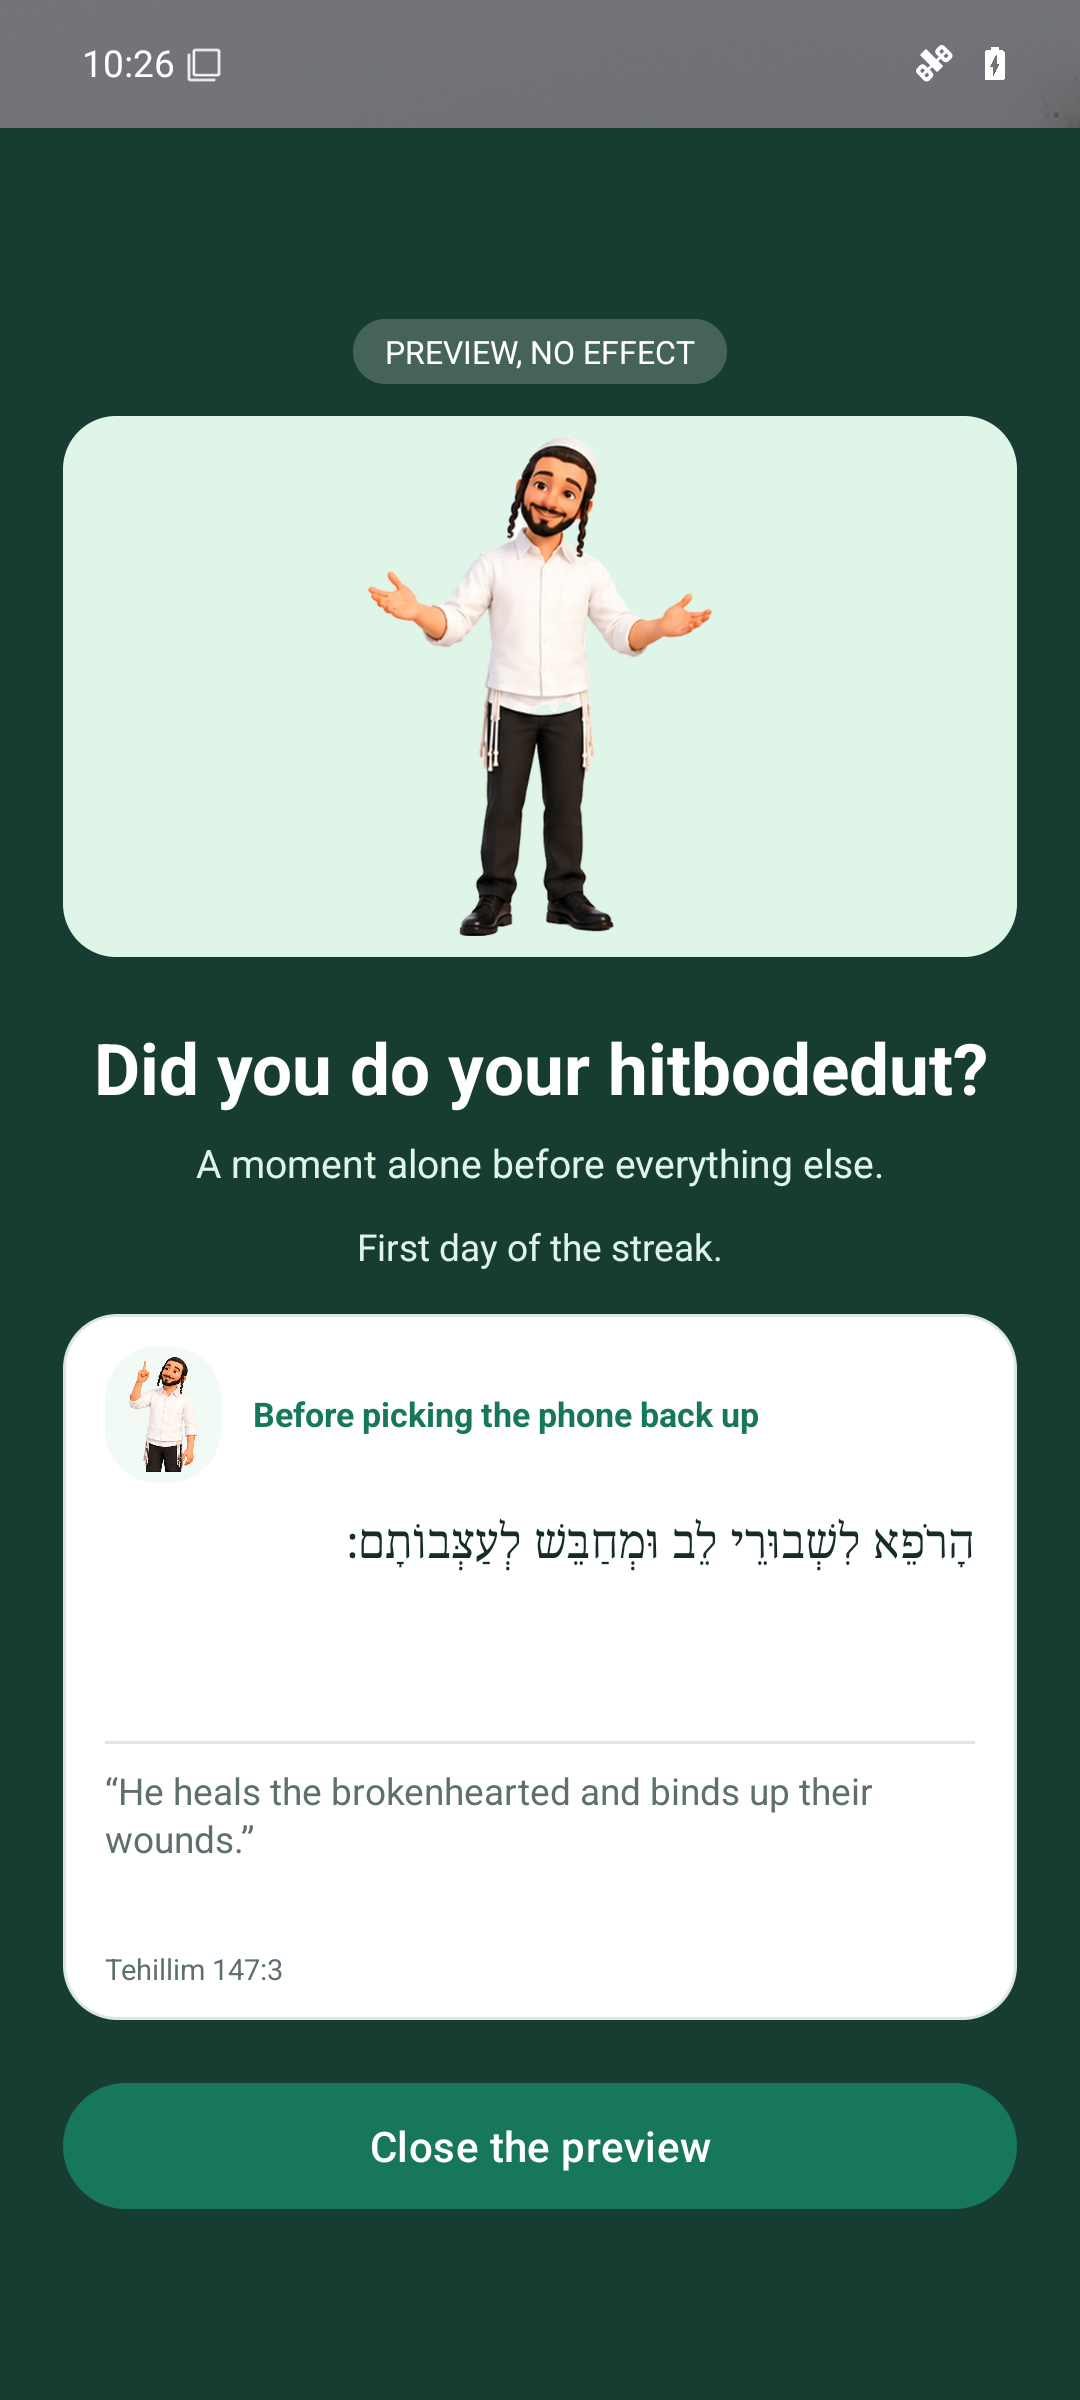 10:26
PREVIEW, NO EFFECT
Did you do your hitbodedut?
A moment alone before everything else.
First day of the streak.
Before picking the phone back up
הָרֹפֵא לִשְׁבוּרֵי לֵב וּמְחַבֵּשׁ לְעַצְּבוֹתָם:
“He heals the brokenhearted and binds up their
wounds.”
Tehillim 147:3
Close the preview